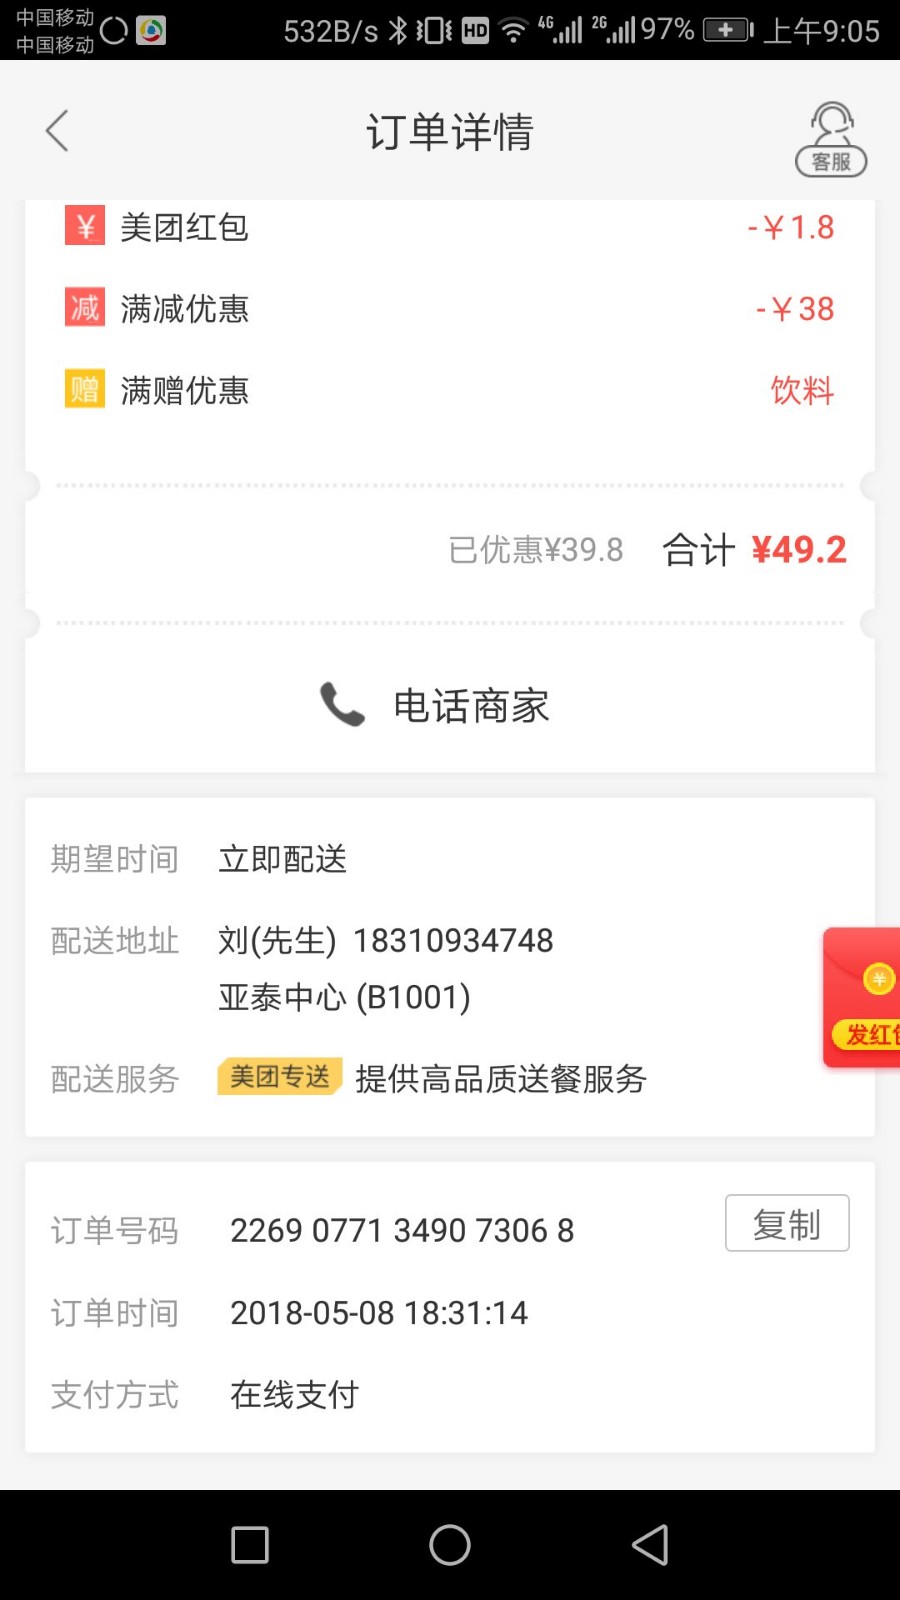 中国移动
中国移动
532B/s HD 4G 2G 97% 上午9:05
订单详情
客服
¥ 美团红包 -¥1.8
减 满减优惠 -¥38
赠 满赠优惠 饮料
已优惠¥39.8 合计 ¥49.2
电话商家
期望时间 立即配送
配送地址 刘(先生) 18310934748
亚泰中心 (B1001)
¥
发红包
配送服务 美团专送 提供高品质送餐服务
订单号码 2269 0771 3490 7306 8 复制
订单时间 2018-05-08 18:31:14
支付方式 在线支付